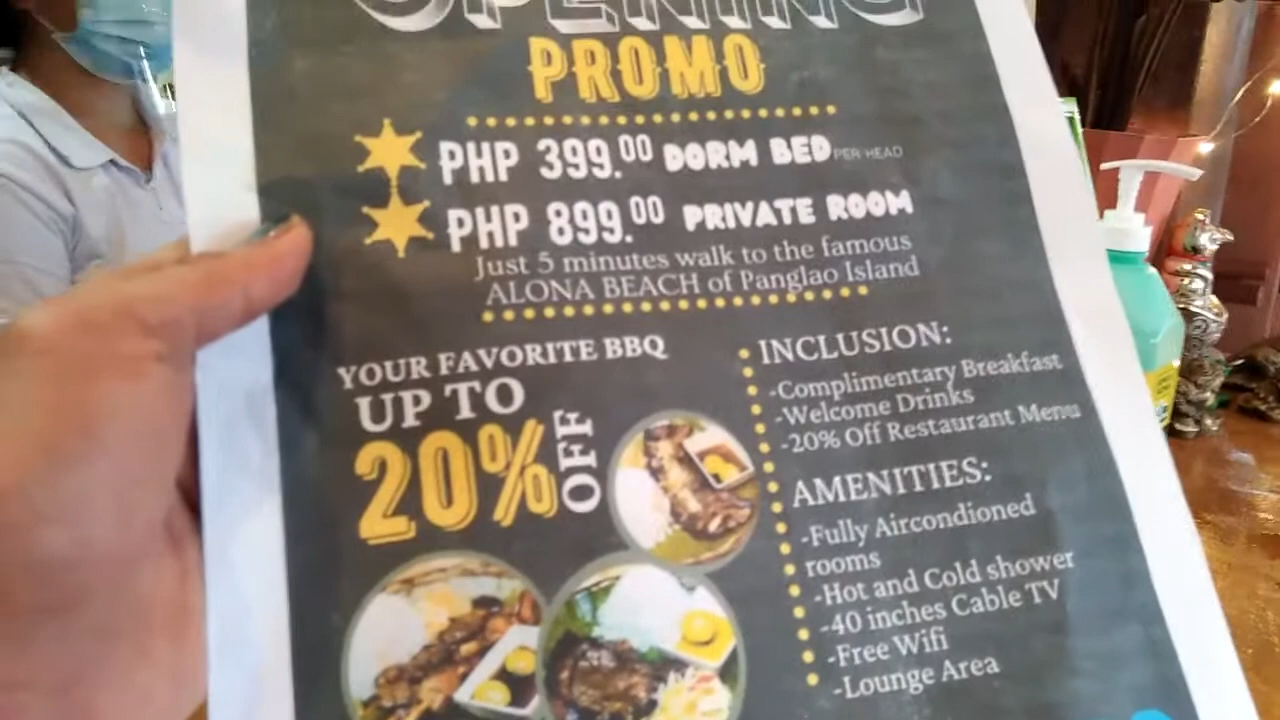 OPENING
PROMO
PHP 399.00 DORM BED PER HEAD
PHP 899.00 PRIVATE ROOM
Just 5 minutes walk to the famous
ALONA BEACH of Panglao Island
YOUR FAVORITE BBQ
UP TO
20% OFF
INCLUSION:
-Complimentary Breakfast
-Welcome Drinks
-20% Off Restaurant Menu
AMENITIES:
-Fully Aircondioned
rooms
-Hot and Cold shower
-40 inches Cable TV
-Free Wifi
-Lounge Area